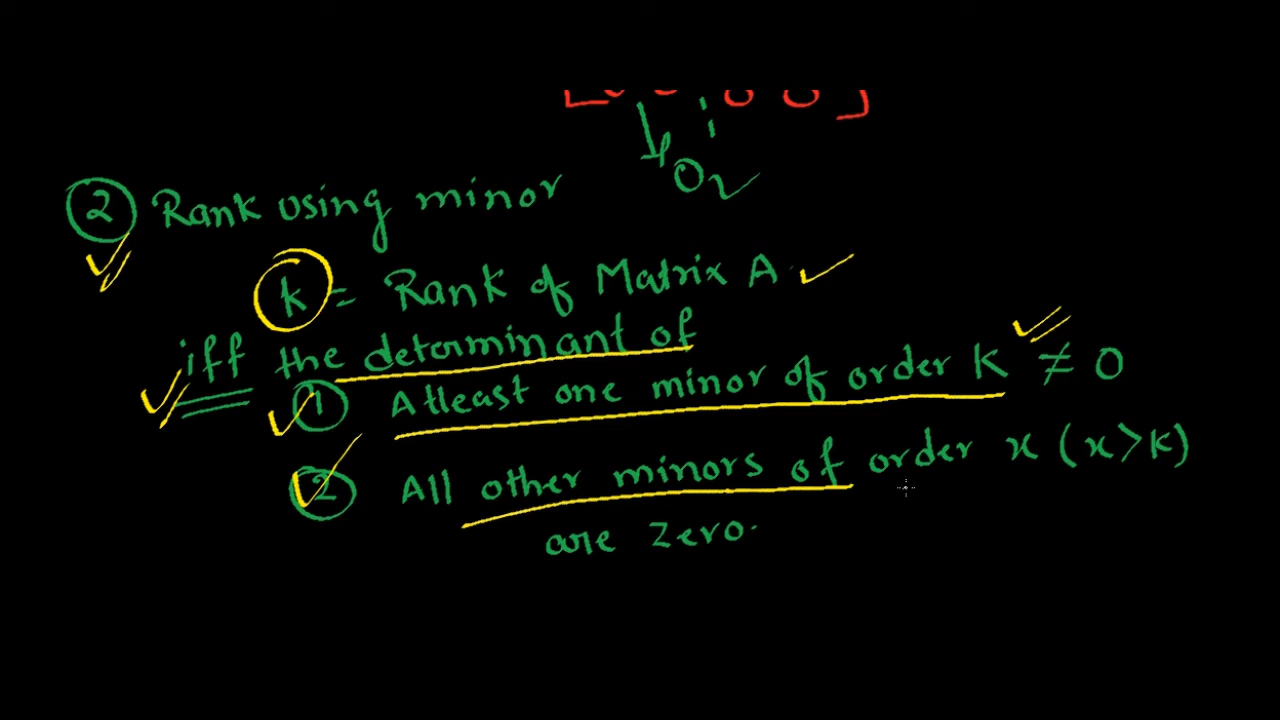 ② Rank using minor
k = Rank of Matrix A
iff the determinant of
① Atleast one minor of order K ≠ 0
② All other minors of order x (x>k)
are zero.